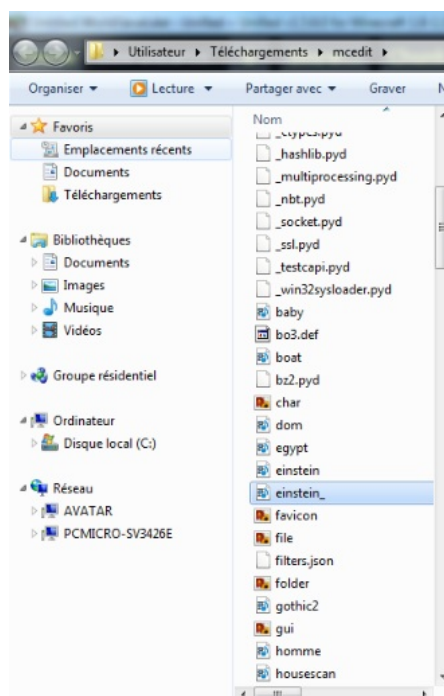 Utilisateur ▸ Téléchargements ▸ mcedit ▸
Organiser ▾ Lecture ▾ Partager avec ▾ Graver
Favoris
Emplacements récents
Documents
Téléchargements
Bibliothèques
Documents
Images
Musique
Vidéos
Groupe résidentiel
Ordinateur
Disque local (C:)
Réseau
AVATAR
PCMICRO-SV3426E
Nom
_ctypes.pyd
_hashlib.pyd
_multiprocessing.pyd
_nbt.pyd
_socket.pyd
_ssl.pyd
_testcapi.pyd
_win32sysloader.pyd
baby
bo3.def
boat
bz2.pyd
char
dom
egypt
einstein
einstein_
favicon
file
filters.json
folder
gothic2
gui
homme
housescan